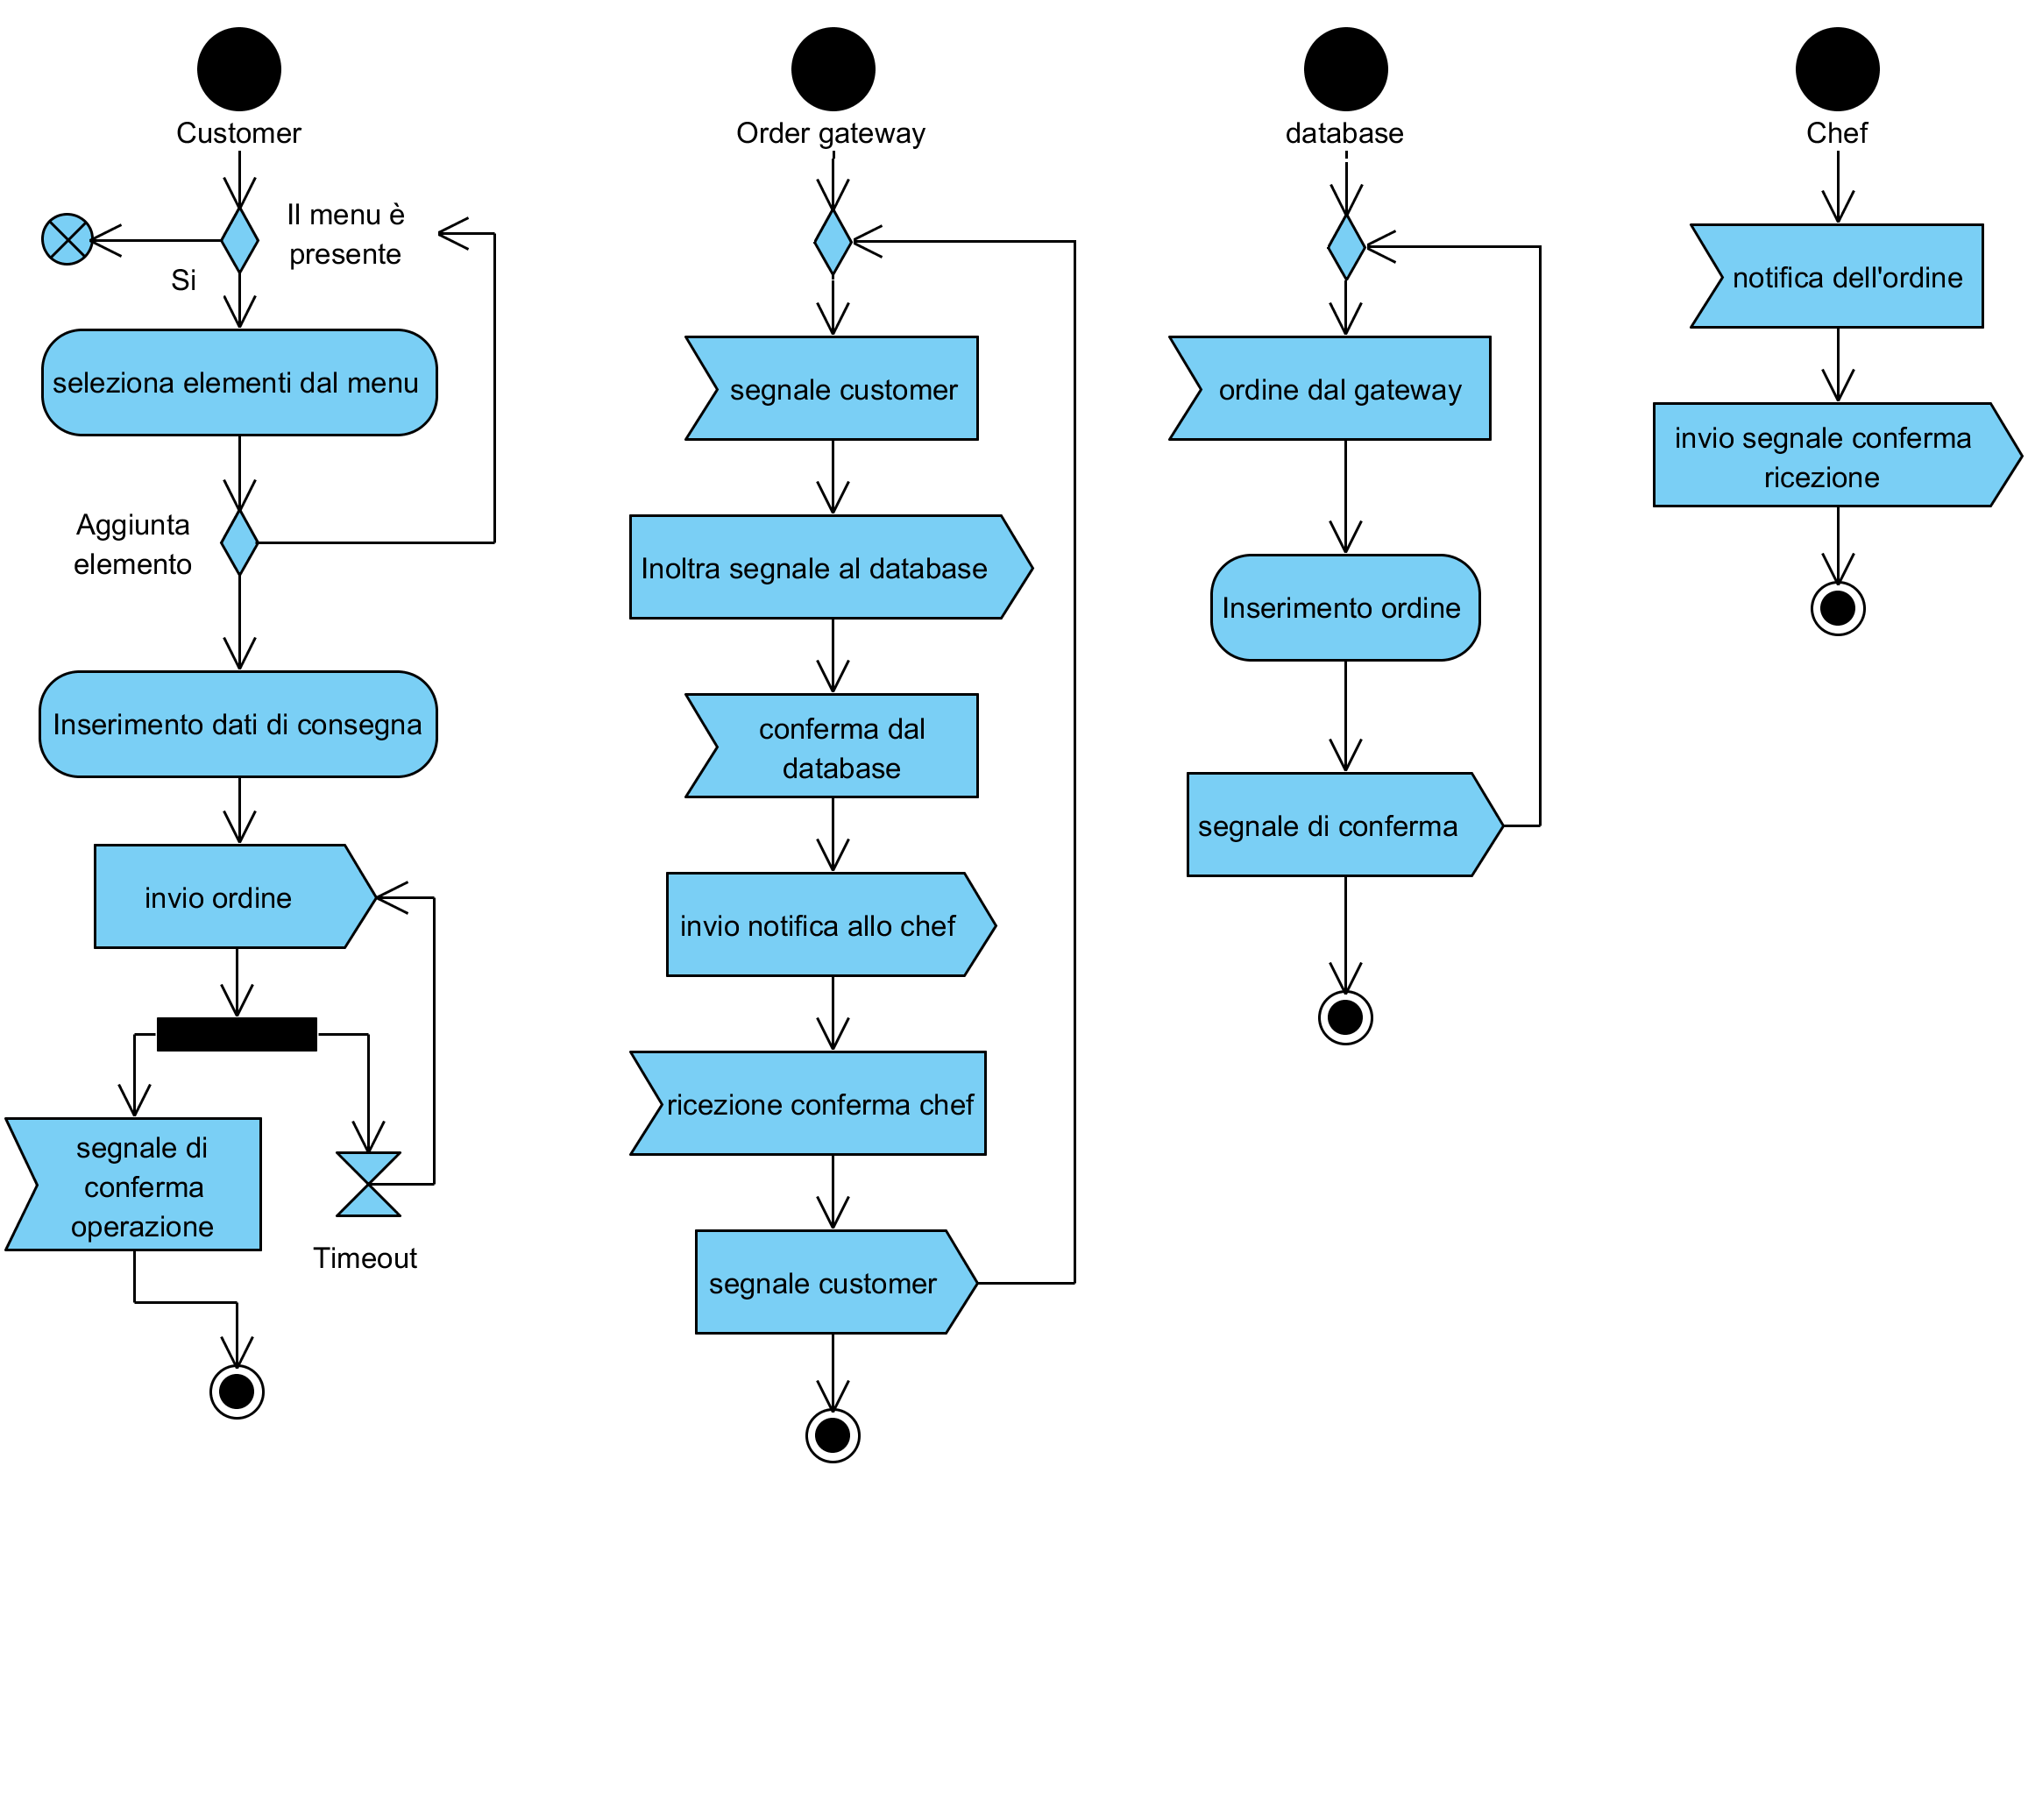 Customer
Il menu è
presente
Si
seleziona elementi dal menu
Aggiunta
elemento
Inserimento dati di consegna
invio ordine
segnale di
conferma
operazione
Timeout
Order gateway
segnale customer
Inoltra segnale al database
conferma dal
database
invio notifica allo chef
ricezione conferma chef
segnale customer
database
ordine dal gateway
Inserimento ordine
segnale di conferma
Chef
notifica dell'ordine
invio segnale conferma
ricezione